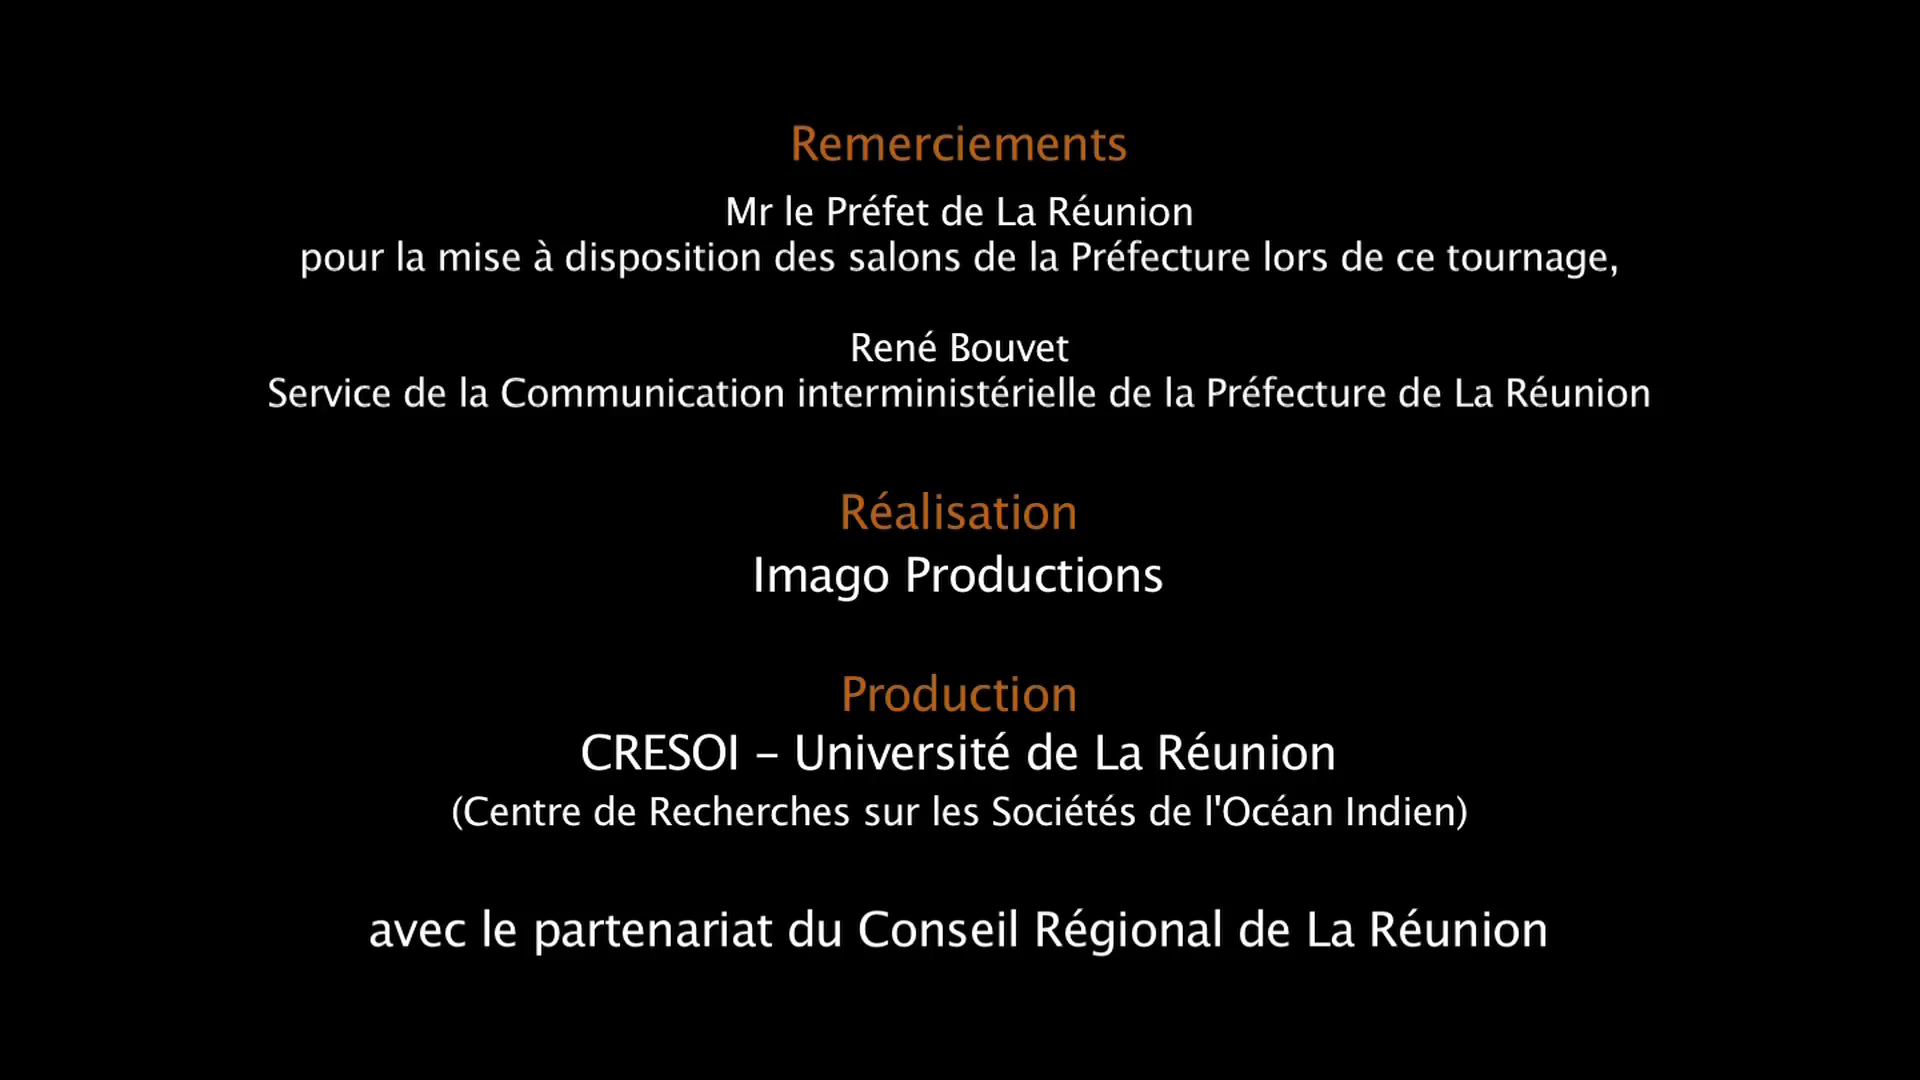 Remerciements
Mr le Préfet de La Réunion
pour la mise à disposition des salons de la Préfecture lors de ce tournage,
René Bouvet
Service de la Communication interministérielle de la Préfecture de La Réunion
Réalisation
Imago Productions
Production
CRESOI – Université de La Réunion
(Centre de Recherches sur les Sociétés de l'Océan Indien)
avec le partenariat du Conseil Régional de La Réunion